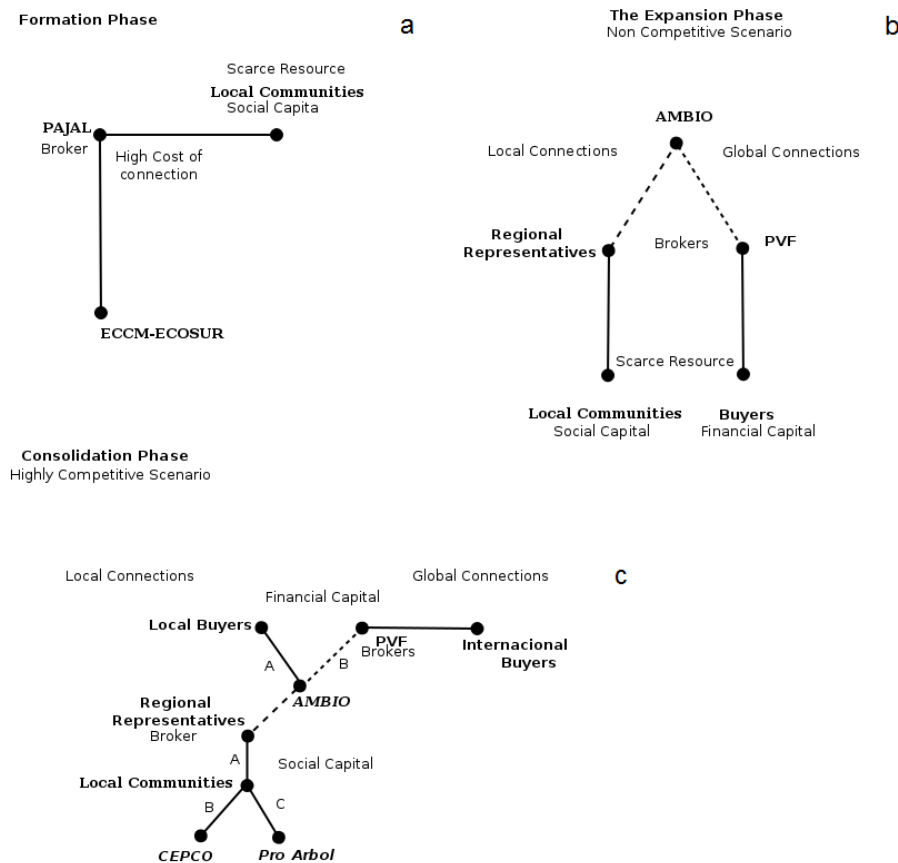 Formation Phase
a
Scarce Resource
Local Communities
Social Capita
PAJAL
Broker
High Cost of
connection
ECCM-ECOSUR
The Expansion Phase
Non Competitive Scenario
b
AMBIO
Local Connections
Global Connections
Regional
Representatives
Brokers
PVF
Scarce Resource
Local Communities
Social Capital
Buyers
Financial Capital
Consolidation Phase
Highly Competitive Scenario
c
Local Connections
Global Connections
Financial Capital
Local Buyers
PVF
Brokers
Internacional
Buyers
A
B
AMBIO
Regional
Representatives
Broker
A
Social Capital
Local Communities
B
C
CEPCO
Pro Arbol